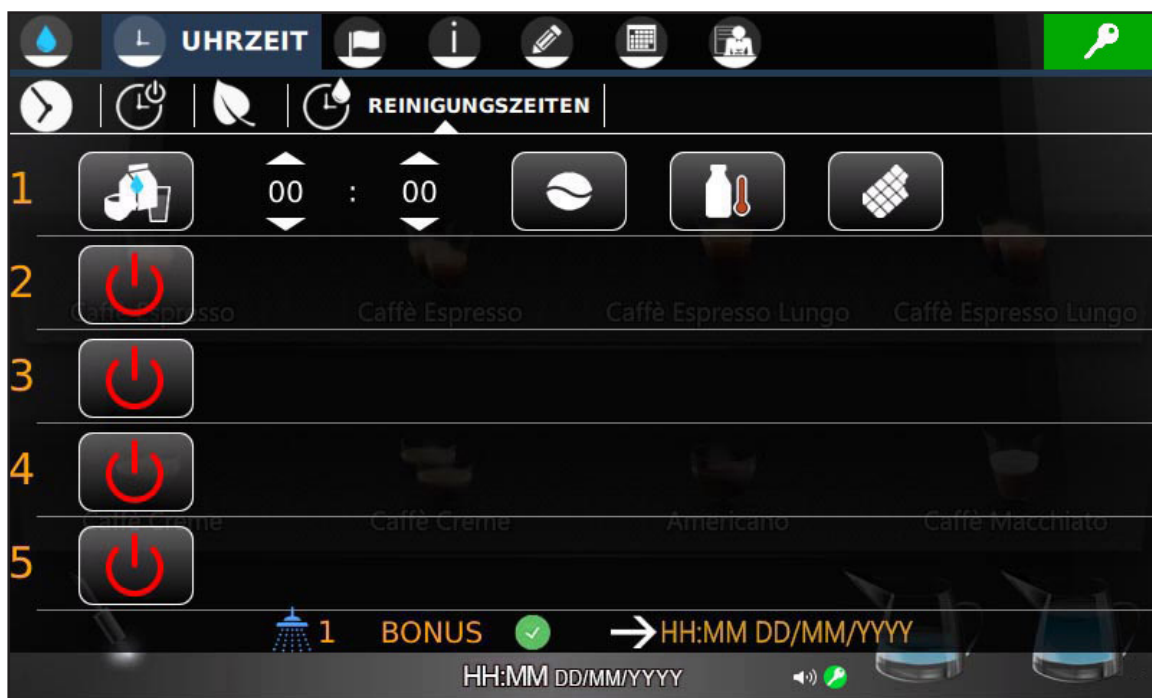 UHRZEIT
REINIGUNGSZEITEN
1 00 : 00
2
Caffè Espresso Caffè Espresso Caffè Espresso Lungo Caffè Espresso Lungo
3
4
Caffè Creme Caffè Creme Americano Caffè Macchiato
5
1 BONUS HH:MM DD/MM/YYYY
HH:MM DD/MM/YYYY